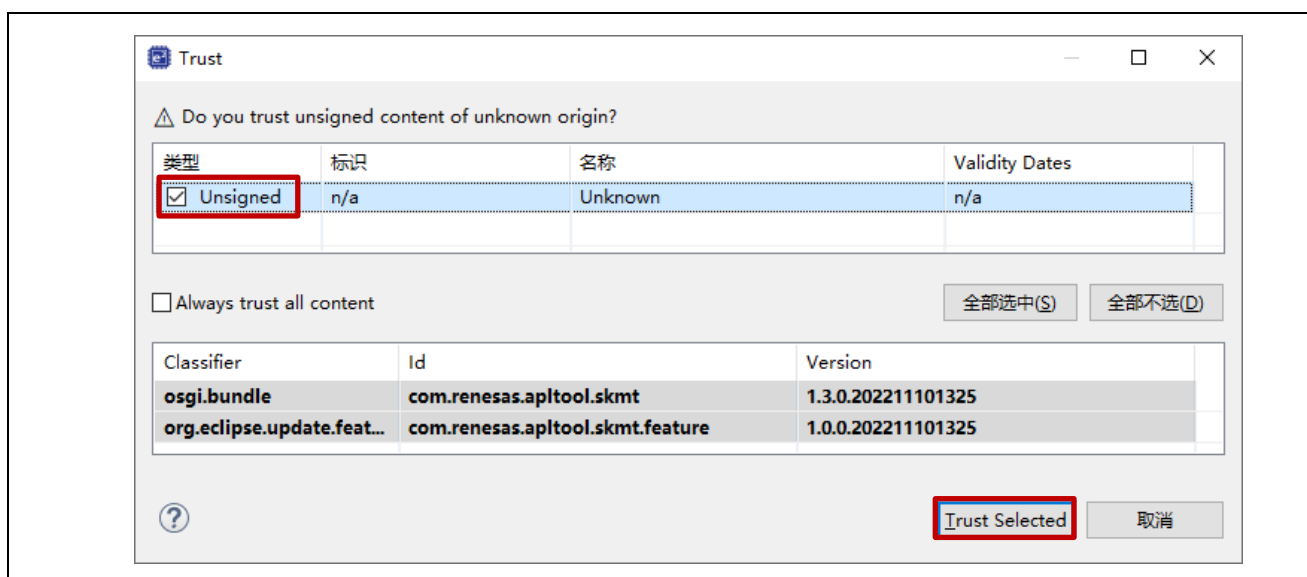 Trust
Do you trust unsigned content of unknown origin?
类型 标识 名称 Validity Dates
Unsigned n/a Unknown n/a
Always trust all content 全部选中(S) 全部不选(D)
Classifier Id Version
osgi.bundle com.renesas.apltool.skmt 1.3.0.202211101325
org.eclipse.update.feat... com.renesas.apltool.skmt.feature 1.0.0.202211101325
Trust Selected 取消